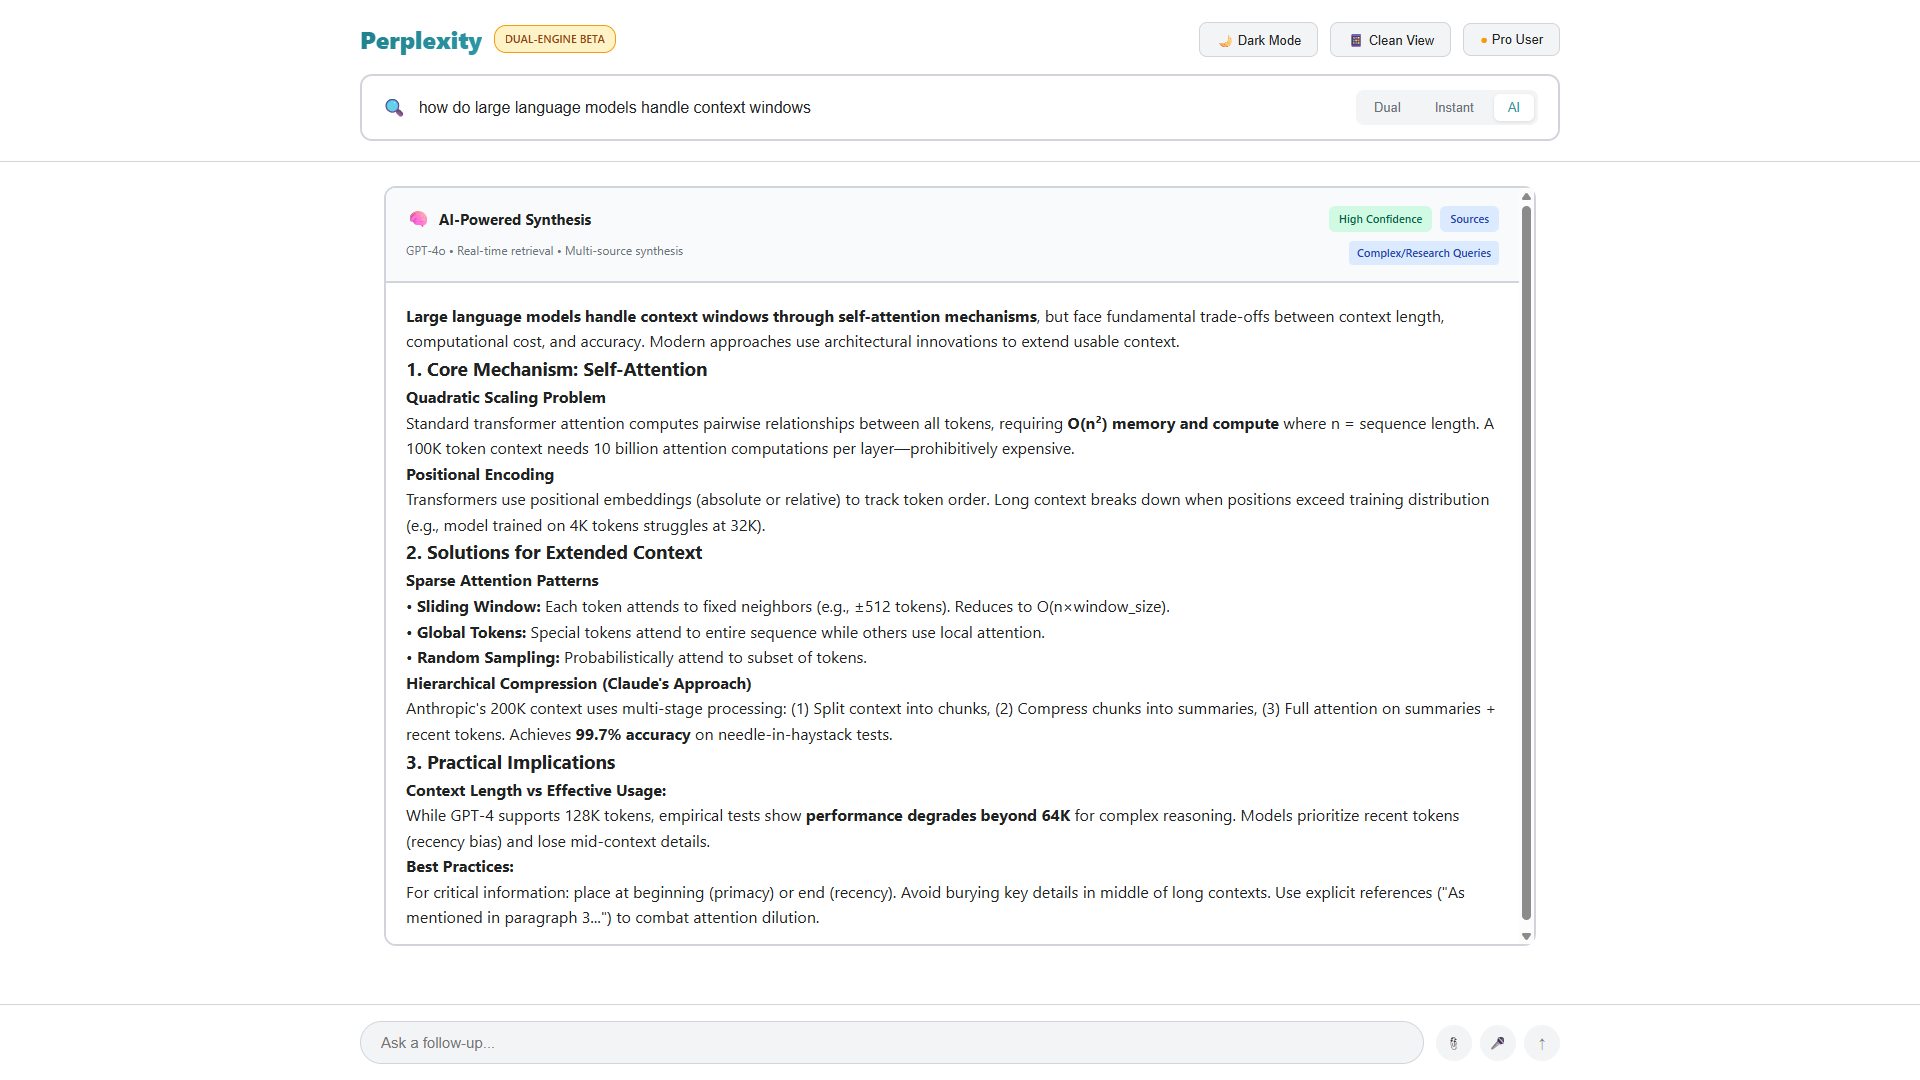 Perplexity
DUAL-ENGINE BETA
Dark Mode
Clean View
Pro User
how do large language models handle context windows
Dual
Instant
AI
AI-Powered Synthesis
High Confidence
Sources
GPT-4o • Real-time retrieval • Multi-source synthesis
Complex/Research Queries
Large language models handle context windows through self-attention mechanisms, but face fundamental trade-offs between context length,
computational cost, and accuracy. Modern approaches use architectural innovations to extend usable context.
1. Core Mechanism: Self-Attention
Quadratic Scaling Problem
Standard transformer attention computes pairwise relationships between all tokens, requiring O(n²) memory and compute where n = sequence length. A
100K token context needs 10 billion attention computations per layer—prohibitively expensive.
Positional Encoding
Transformers use positional embeddings (absolute or relative) to track token order. Long context breaks down when positions exceed training distribution
(e.g., model trained on 4K tokens struggles at 32K).
2. Solutions for Extended Context
Sparse Attention Patterns
• Sliding Window: Each token attends to fixed neighbors (e.g., ±512 tokens). Reduces to O(n×window_size).
• Global Tokens: Special tokens attend to entire sequence while others use local attention.
• Random Sampling: Probabilistically attend to subset of tokens.
Hierarchical Compression (Claude's Approach)
Anthropic's 200K context uses multi-stage processing: (1) Split context into chunks, (2) Compress chunks into summaries, (3) Full attention on summaries +
recent tokens. Achieves 99.7% accuracy on needle-in-haystack tests.
3. Practical Implications
Context Length vs Effective Usage:
While GPT-4 supports 128K tokens, empirical tests show performance degrades beyond 64K for complex reasoning. Models prioritize recent tokens
(recency bias) and lose mid-context details.
Best Practices:
For critical information: place at beginning (primacy) or end (recency). Avoid burying key details in middle of long contexts. Use explicit references ("As
mentioned in paragraph 3...") to combat attention dilution.
Ask a follow-up...